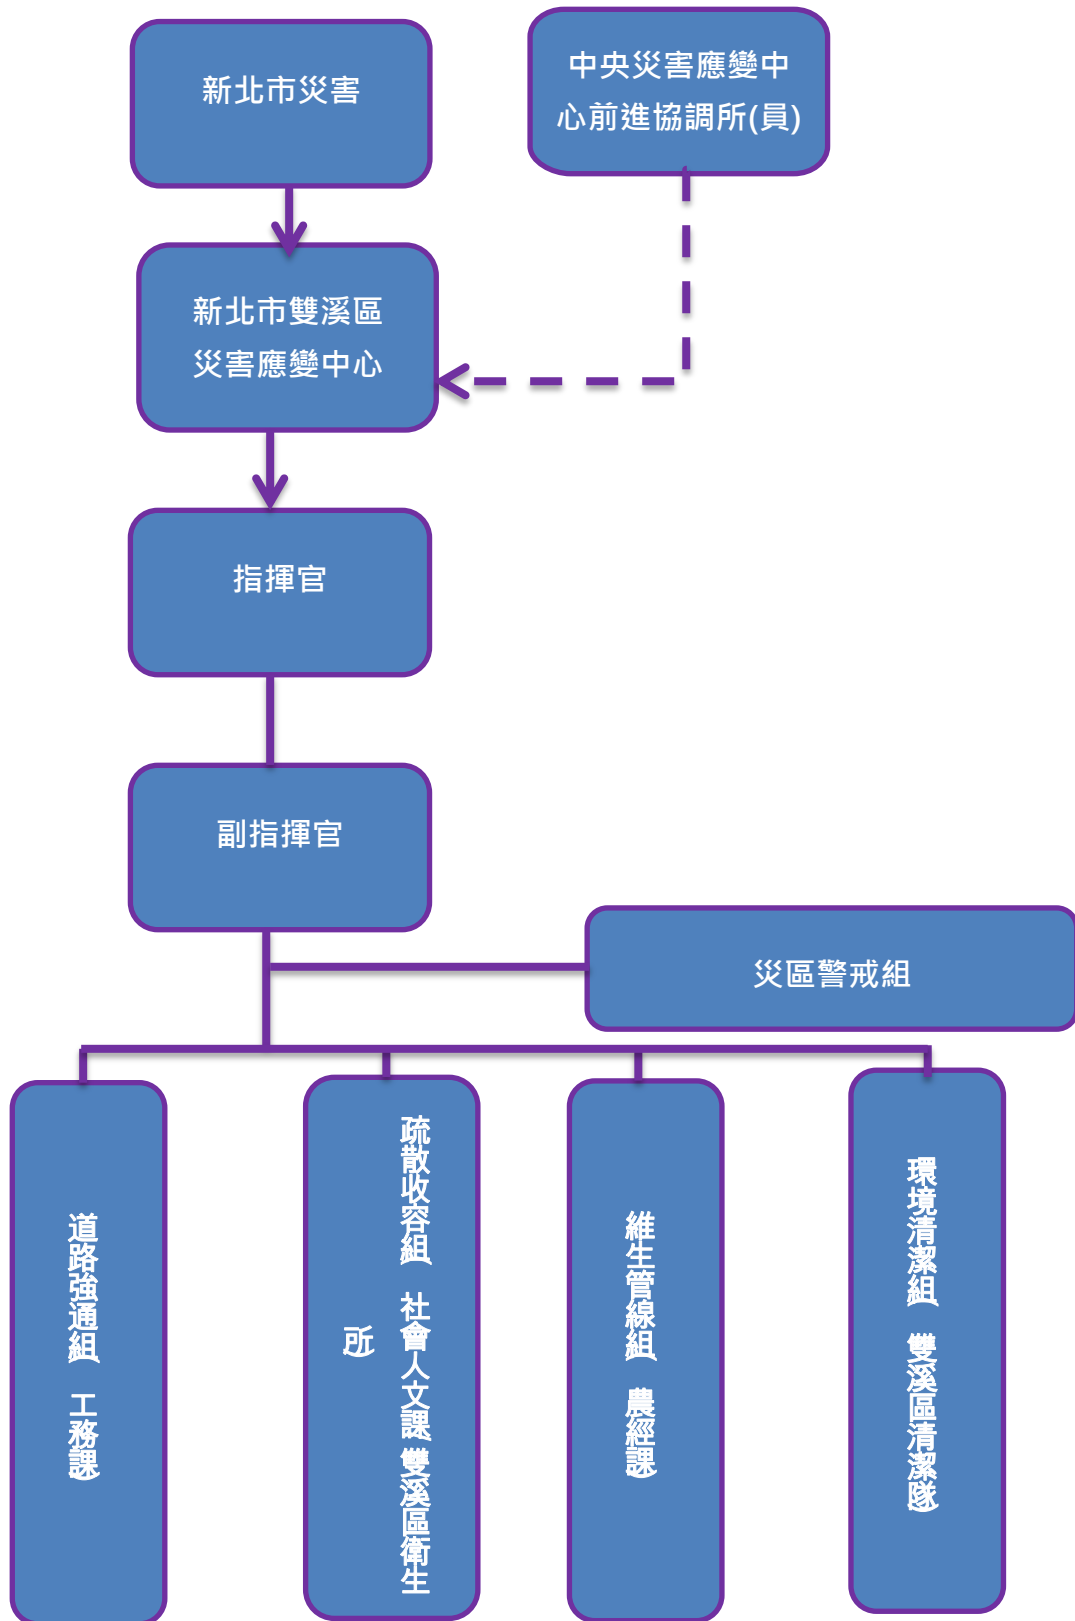 新北市災害
中央災害應變中
心前進協調所(員)
新北市雙溪區
災害應變中心
指揮官
副指揮官
災區警戒組
道路強通組(工務課)
疏散收容組(社會人文課、雙溪區衛生
所)
維生管線組(農經課)
環境清潔組(雙溪區清潔隊)